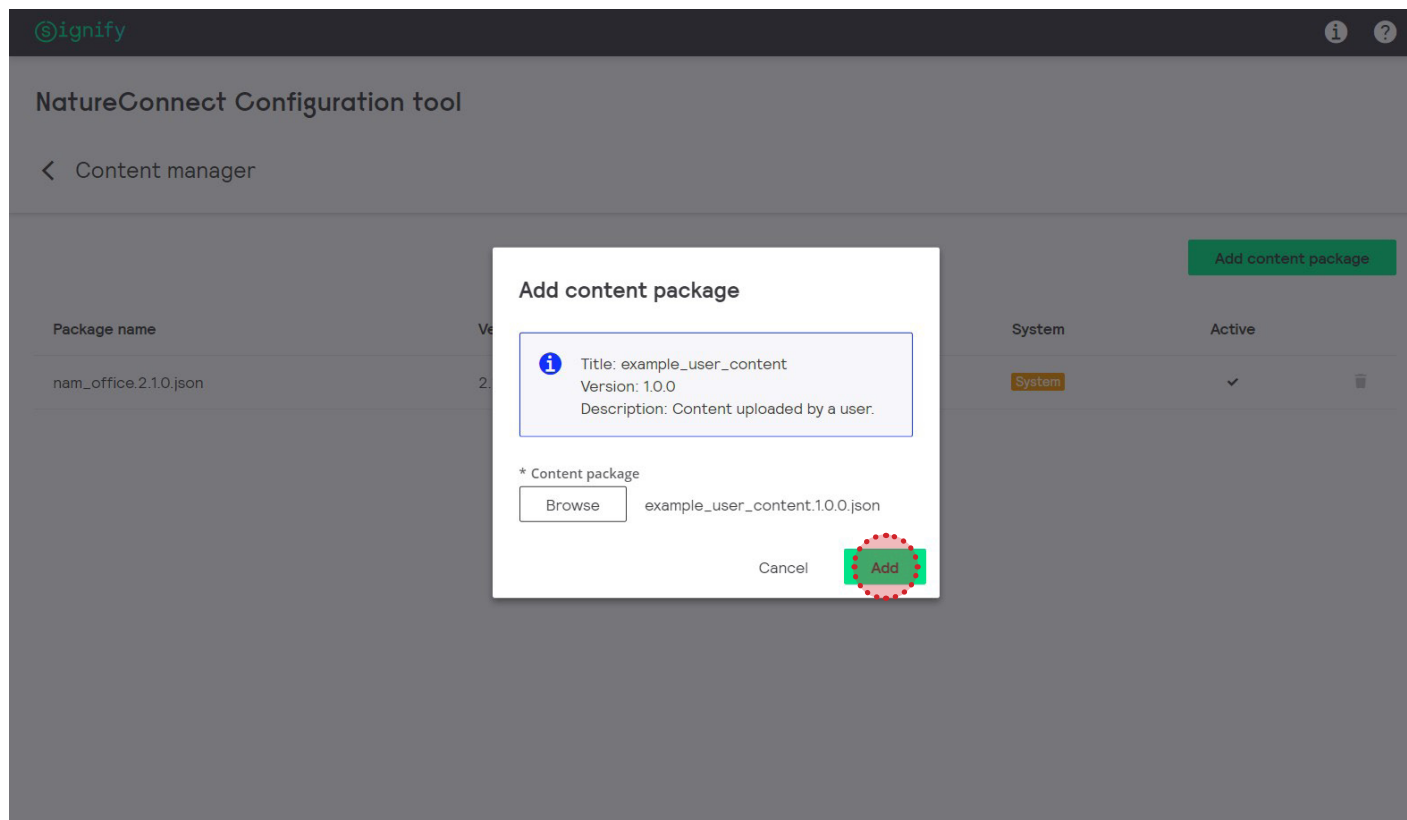 signify
NatureConnect Configuration tool
Content manager
Add content package
Package name
Ve
System
Active
nam_office.2.1.0.json
2.
System
Add content package
Title: example_user_content
Version: 1.0.0
Description: Content uploaded by a user.
* Content package
Browse
example_user_content.1.0.0.json
Cancel
Add